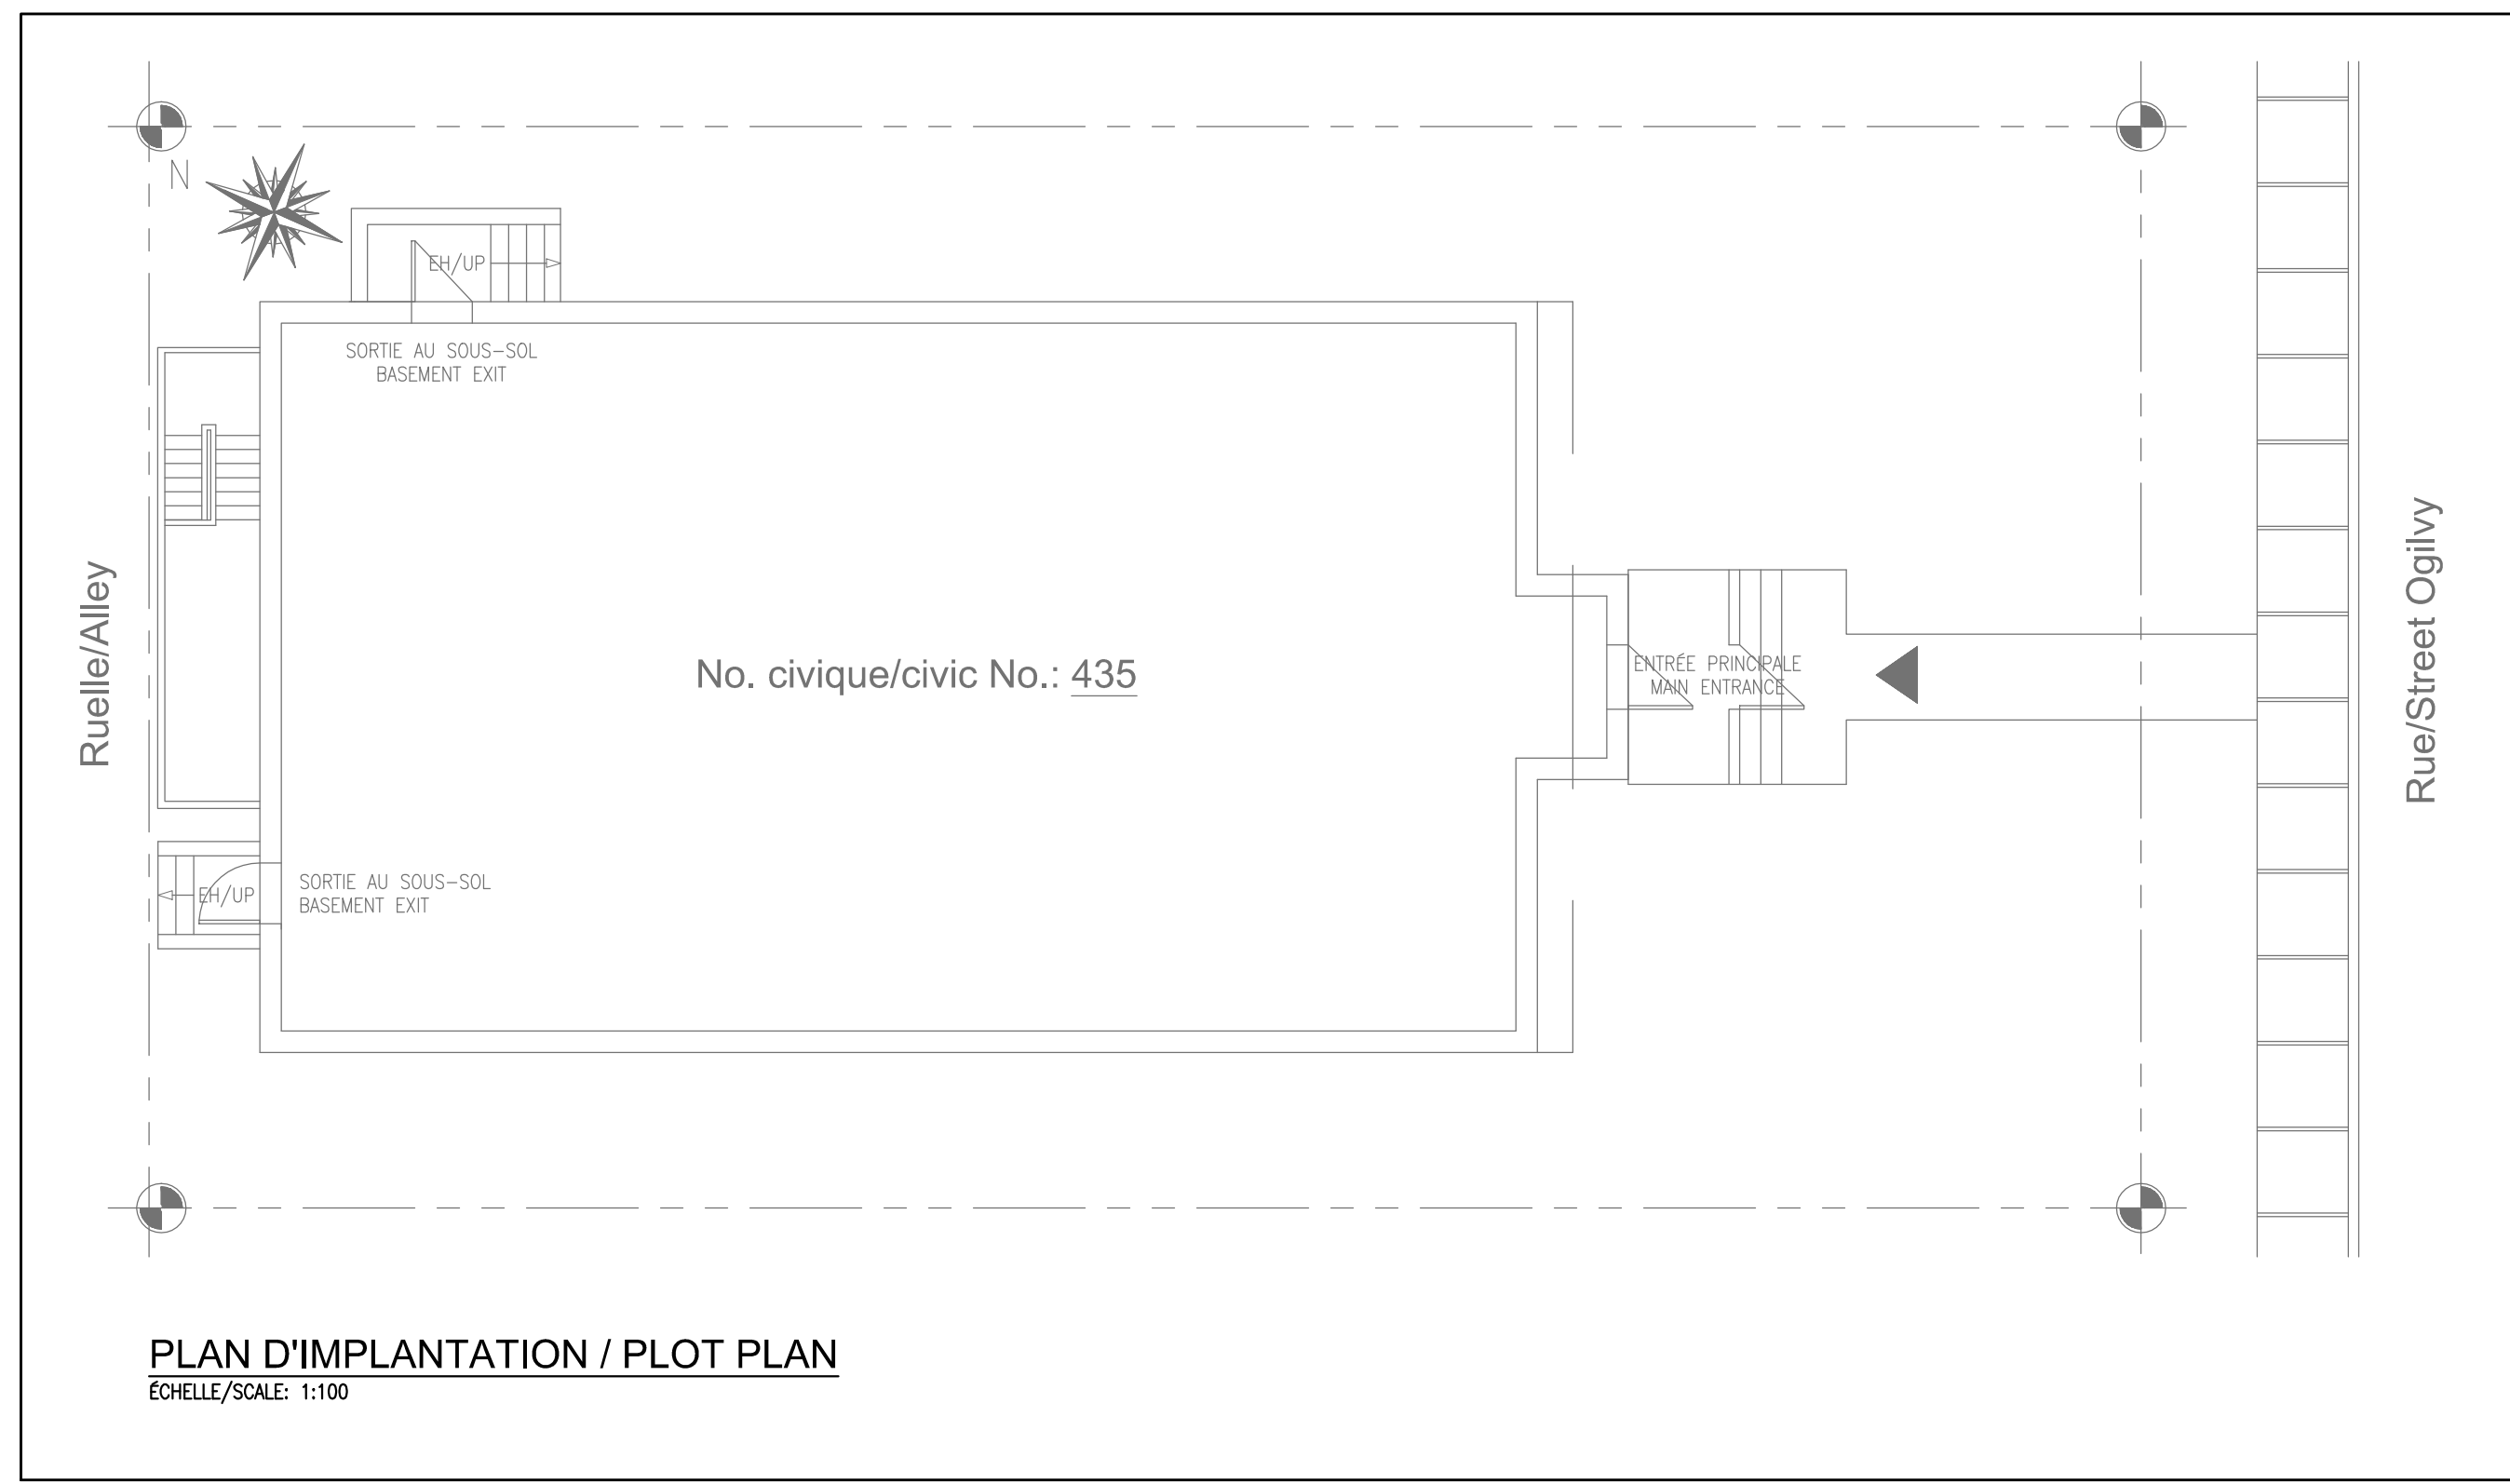 N
EH/UP
SORTIE AU SOUS-SOL
BASEMENT EXIT
Ruelle/Alley
No. civique/civic No.: 435
ENTRÉE PRINCIPALE
MAIN ENTRANCE
Rue/Street Ogilvy
EH/UP
SORTIE AU SOUS-SOL
BASEMENT EXIT
PLAN D'IMPLANTATION / PLOT PLAN
ÉCHELLE/SCALE: 1:100